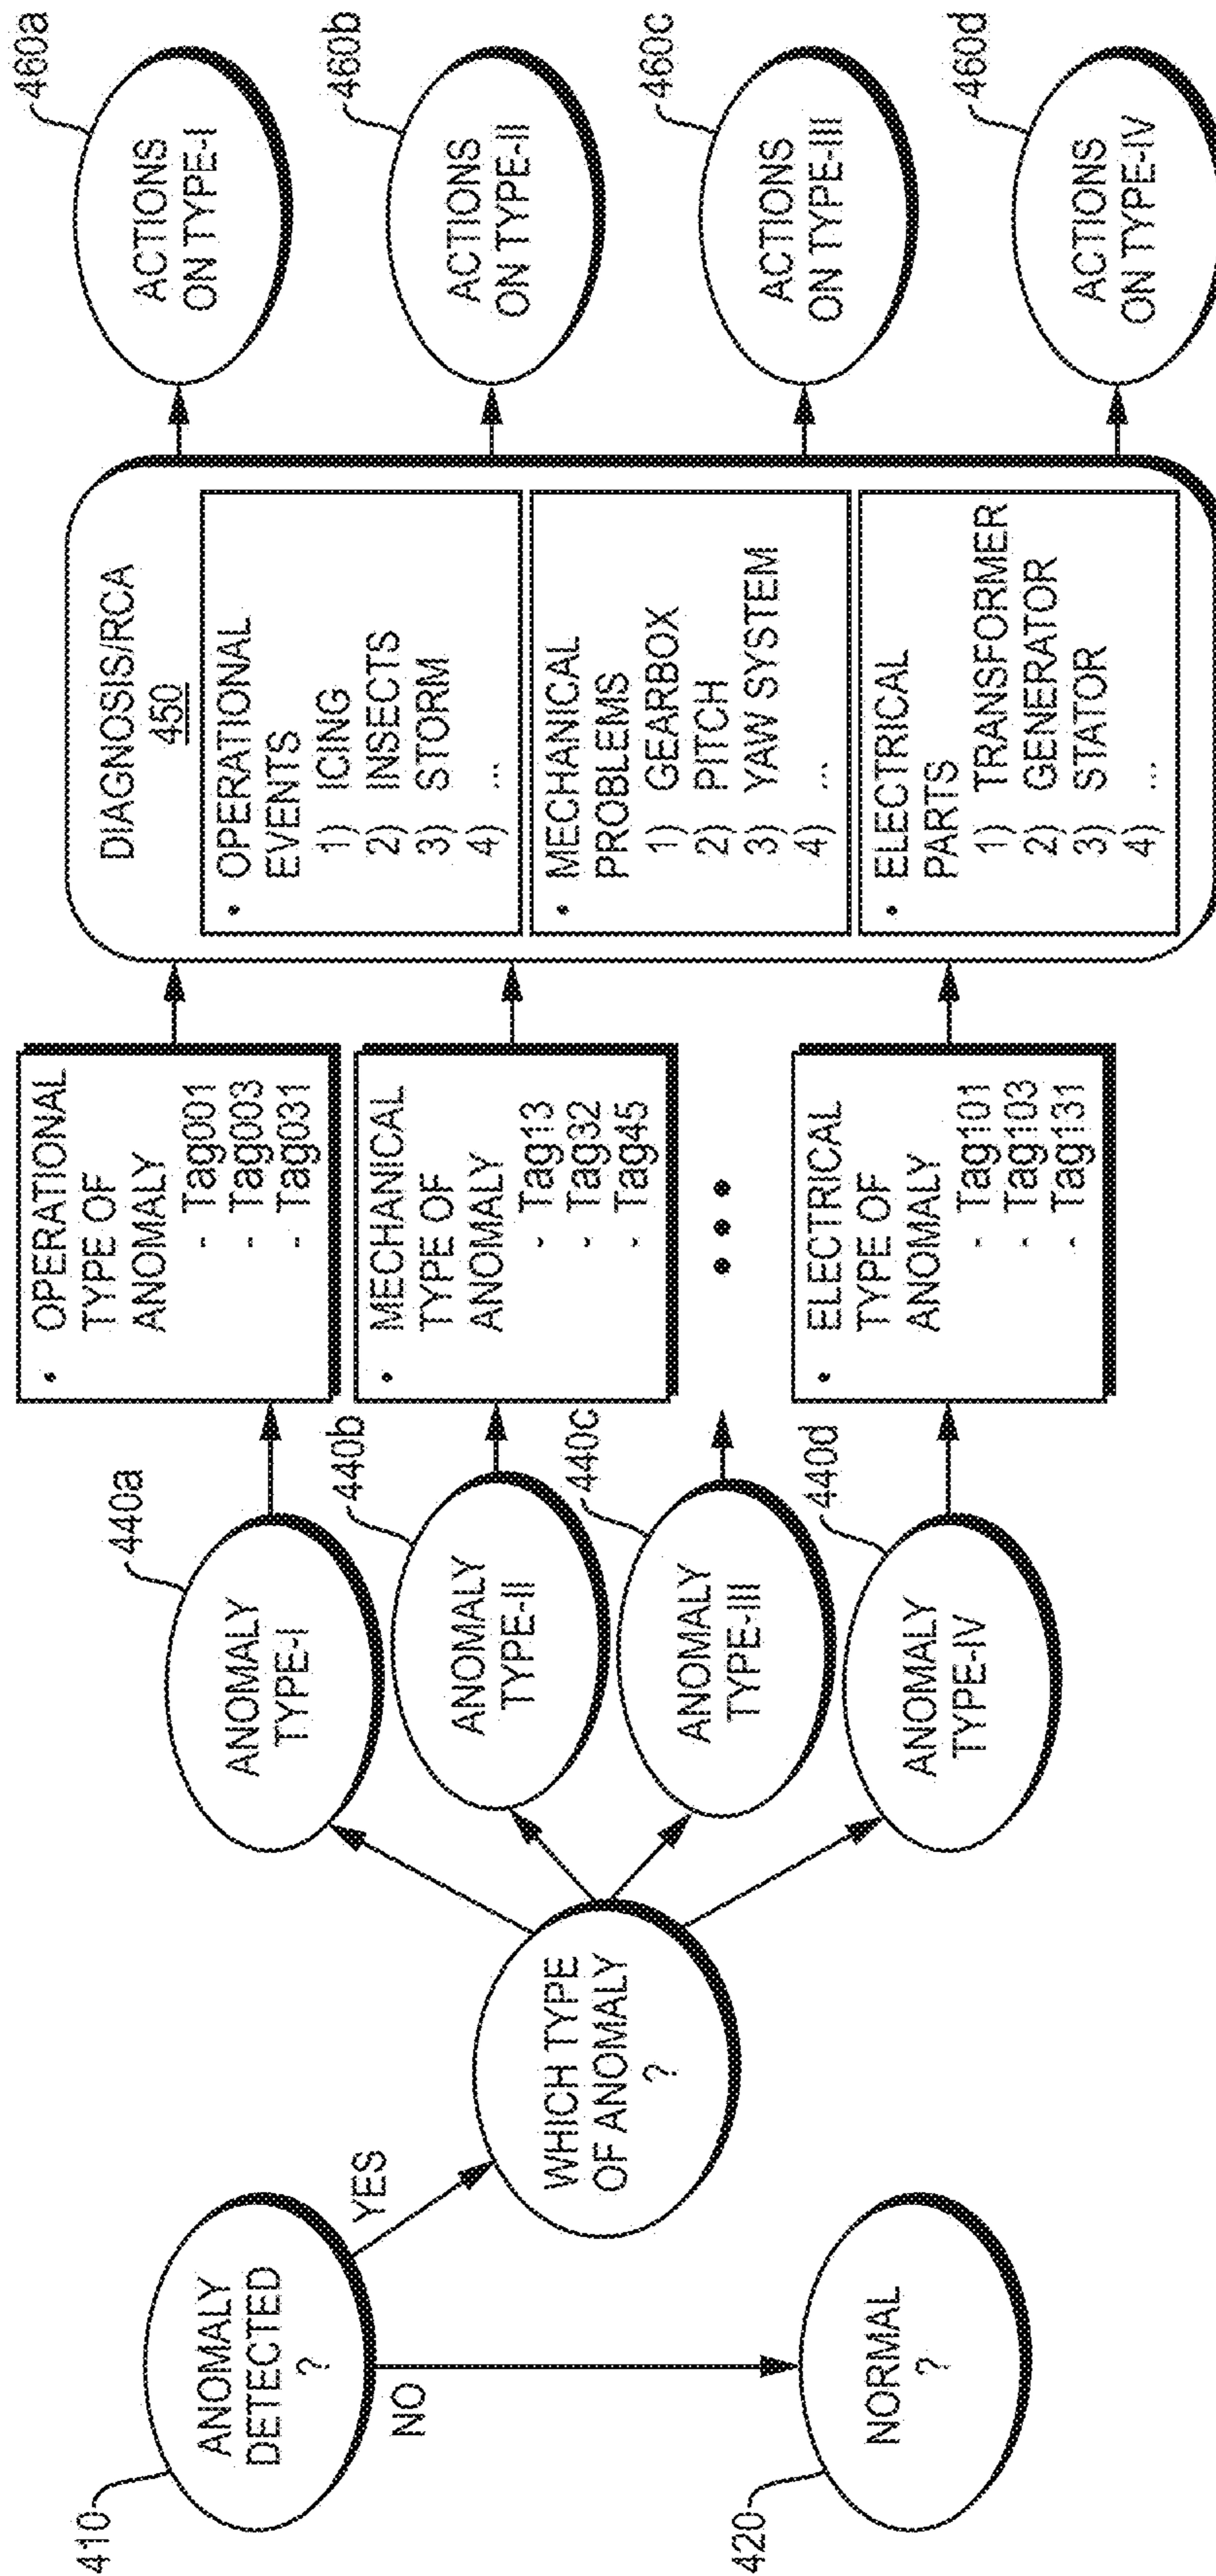 410
ANOMALY
DETECTED
?
YES
NO
420
NORMAL
?
WHICH TYPE
OF ANOMALY
?
440a
ANOMALY
TYPE-I
440b
ANOMALY
TYPE-II
440c
ANOMALY
TYPE-III
440d
ANOMALY
TYPE-IV
• OPERATIONAL
TYPE OF
ANOMALY
- Tag001
- Tag003
- Tag031
• MECHANICAL
TYPE OF
ANOMALY
- Tag13
- Tag32
- Tag45
• • •
• ELECTRICAL
TYPE OF
ANOMALY
- Tag101
- Tag103
- Tag131
DIAGNOSIS/RCA
450
• OPERATIONAL
EVENTS
1) ICING
2) INSECTS
3) STORM
4) ...
• MECHANICAL
PROBLEMS
1) GEARBOX
2) PITCH
3) YAW SYSTEM
4) ...
• ELECTRICAL
PARTS
1) TRANSFORMER
2) GENERATOR
3) STATOR
4) ...
460a
ACTIONS
ON TYPE-I
460b
ACTIONS
ON TYPE-II
460c
ACTIONS
ON TYPE-III
460d
ACTIONS
ON TYPE-IV